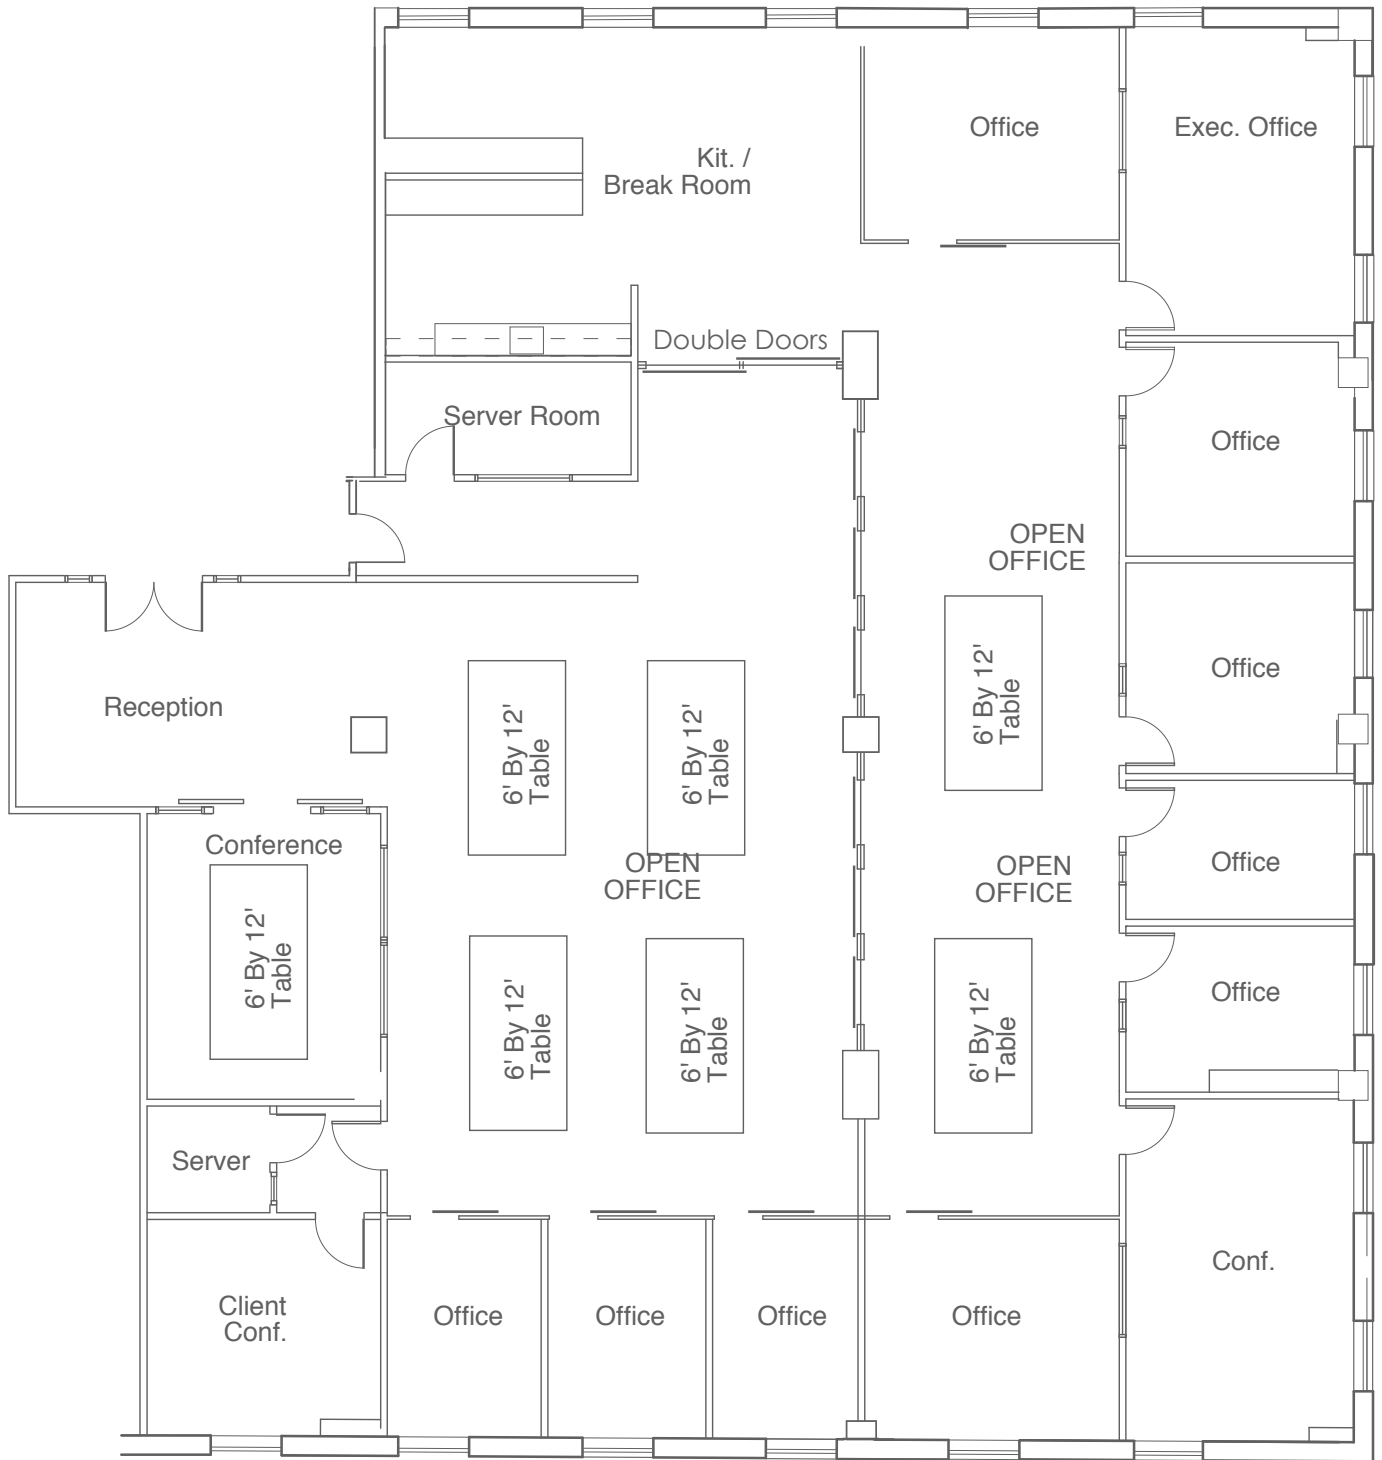 Office
Exec. Office
Kit. /
Break Room
Double Doors
Server Room
Office
OPEN
OFFICE
Office
6' By 12'
Table
Reception
6' By 12'
Table
6' By 12'
Table
Conference
OPEN
OFFICE
OPEN
OFFICE
Office
6' By 12'
Table
Office
6' By 12'
Table
6' By 12'
Table
6' By 12'
Table
Server
Conf.
Client
Conf.
Office
Office
Office
Office